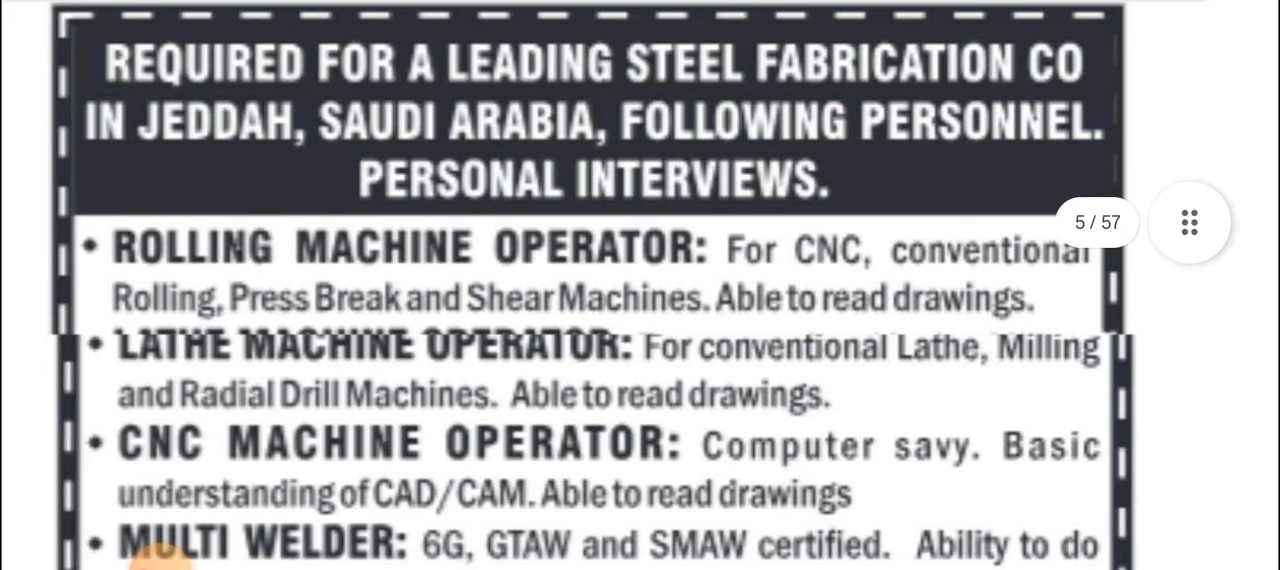 REQUIRED FOR A LEADING STEEL FABRICATION CO
IN JEDDAH, SAUDI ARABIA, FOLLOWING PERSONNEL.
PERSONAL INTERVIEWS.
5 / 57
• ROLLING MACHINE OPERATOR: For CNC, conventional
Rolling, Press Break and Shear Machines. Able to read drawings.
• LATHE MACHINE OPERATOR: For conventional Lathe, Milling
and Radial Drill Machines. Able to read drawings.
• CNC MACHINE OPERATOR: Computer savy. Basic
understanding of CAD/CAM. Able to read drawings
• MULTI WELDER: 6G, GTAW and SMAW certified. Ability to do